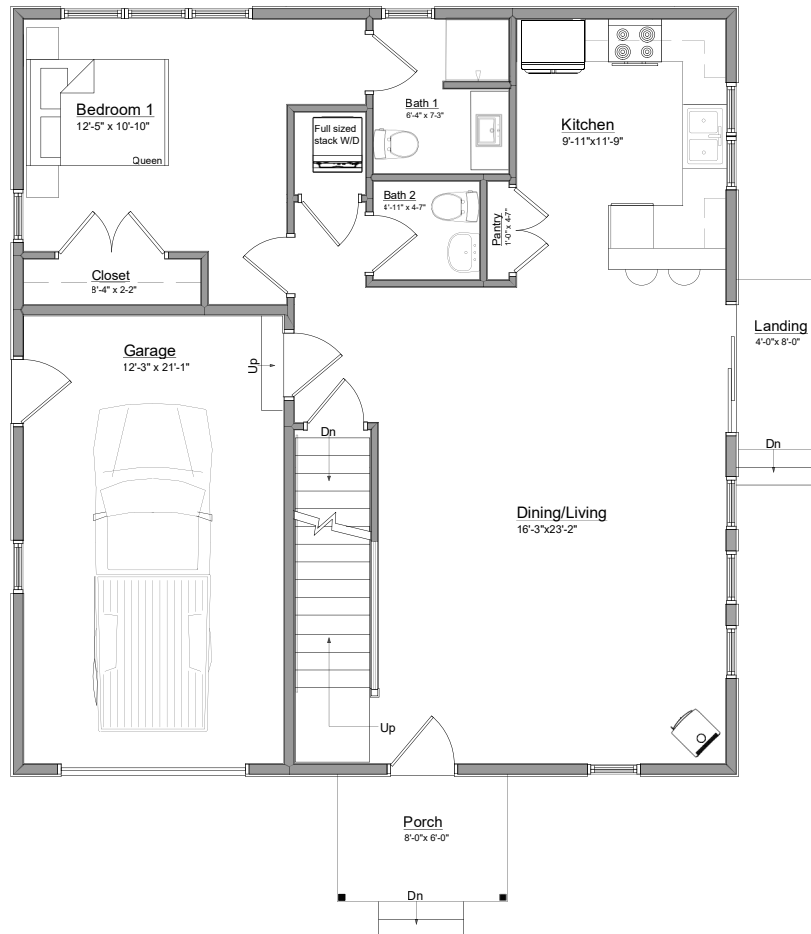 Bedroom 1
12'-5" x 10'-10"
Queen
Full sized
stack W/D
Bath 1
6'-4" x 7'-3"
Kitchen
9'-11"x11'-9"
Bath 2
4'-11" x 4'-7"
Pantry
1'-0" x 4'-7"
Closet
8'-4" x 2'-2"
Garage
12'-3" x 21'-1"
Up
Landing
4'-0"x 8'-0"
Dn
Dn
Dining/Living
16'-3"x23'-2"
Up
Porch
8'-0"x 6'-0"
Dn